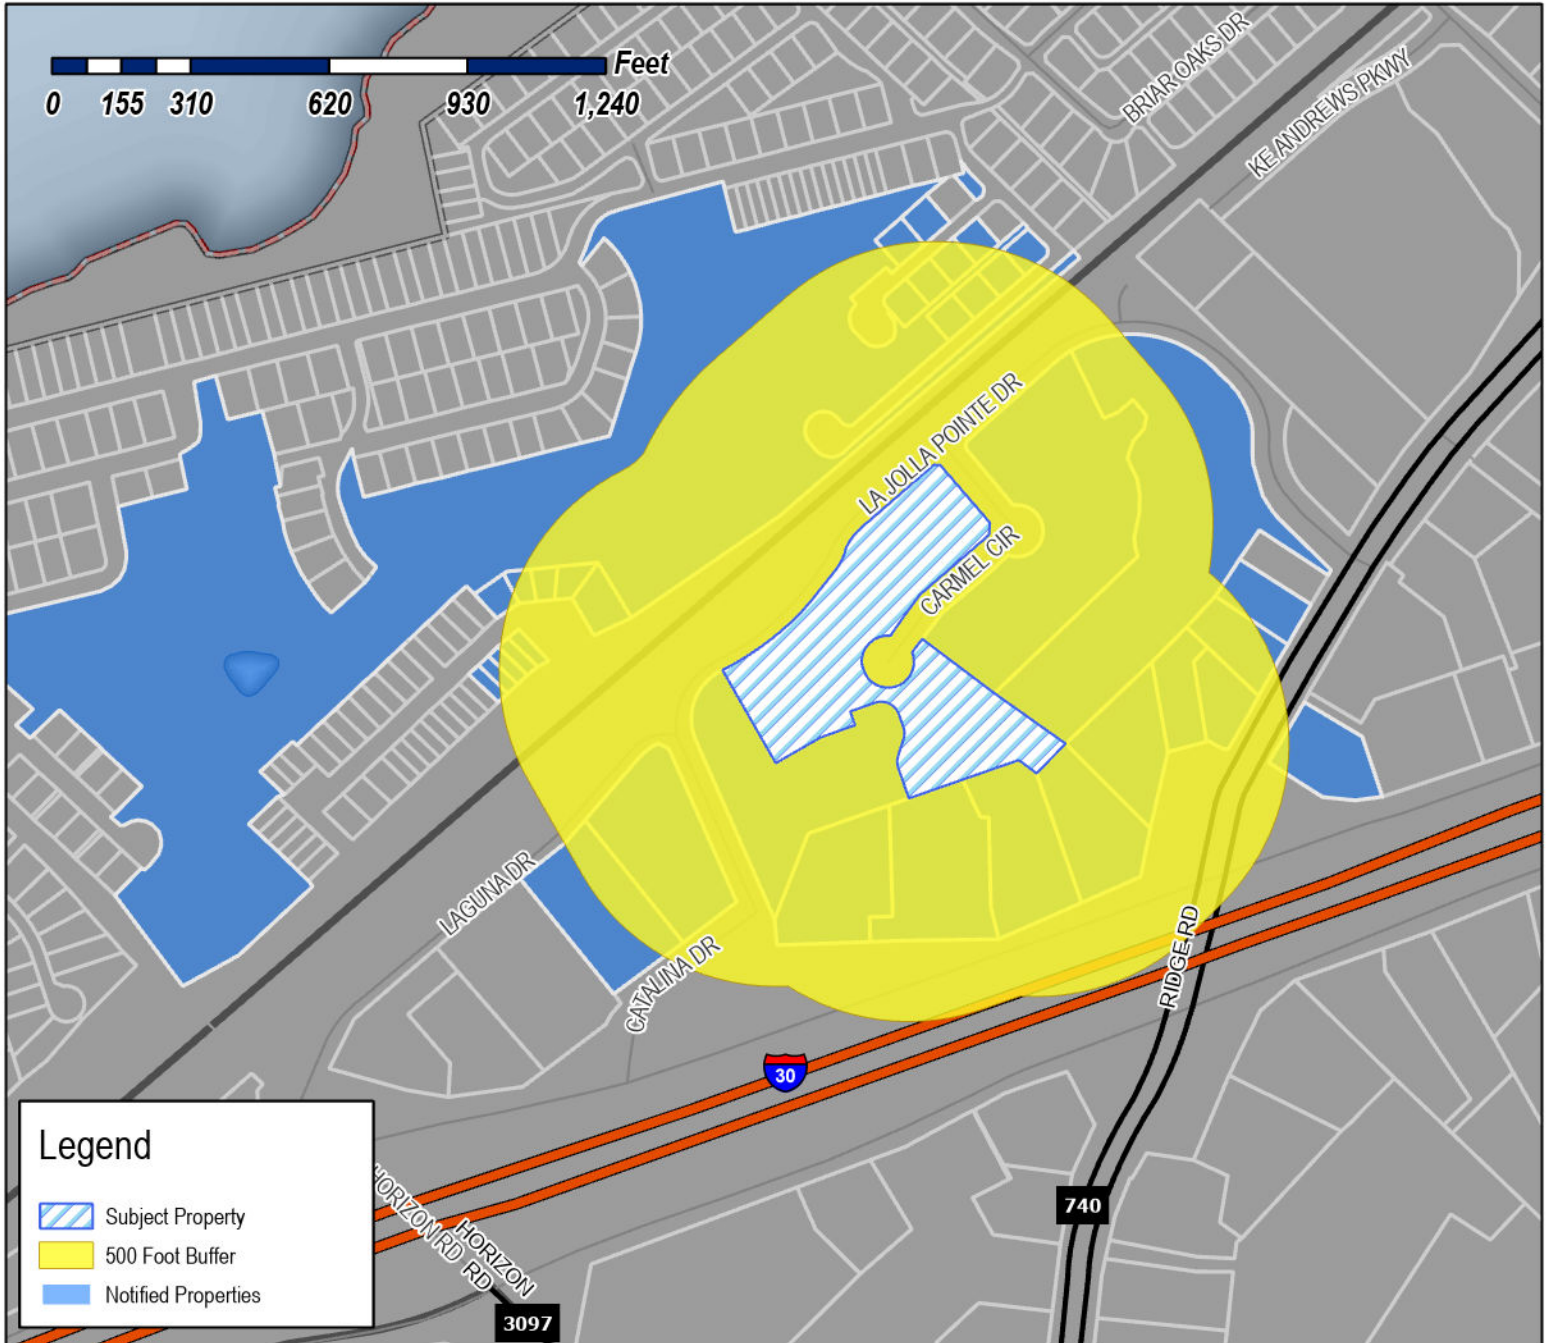 Feet
0 155 310 620 930 1,240
BRIAR OAKS DR
KE ANDREWS PKWY
LA JOLLA POINTE DR
CARMEL CIR
LAGUNA DR
CATALINA DR
RIDGE RD
30
740
HORIZON RD
HORIZON
RD
3097
Legend
Subject Property
500 Foot Buffer
Notified Properties